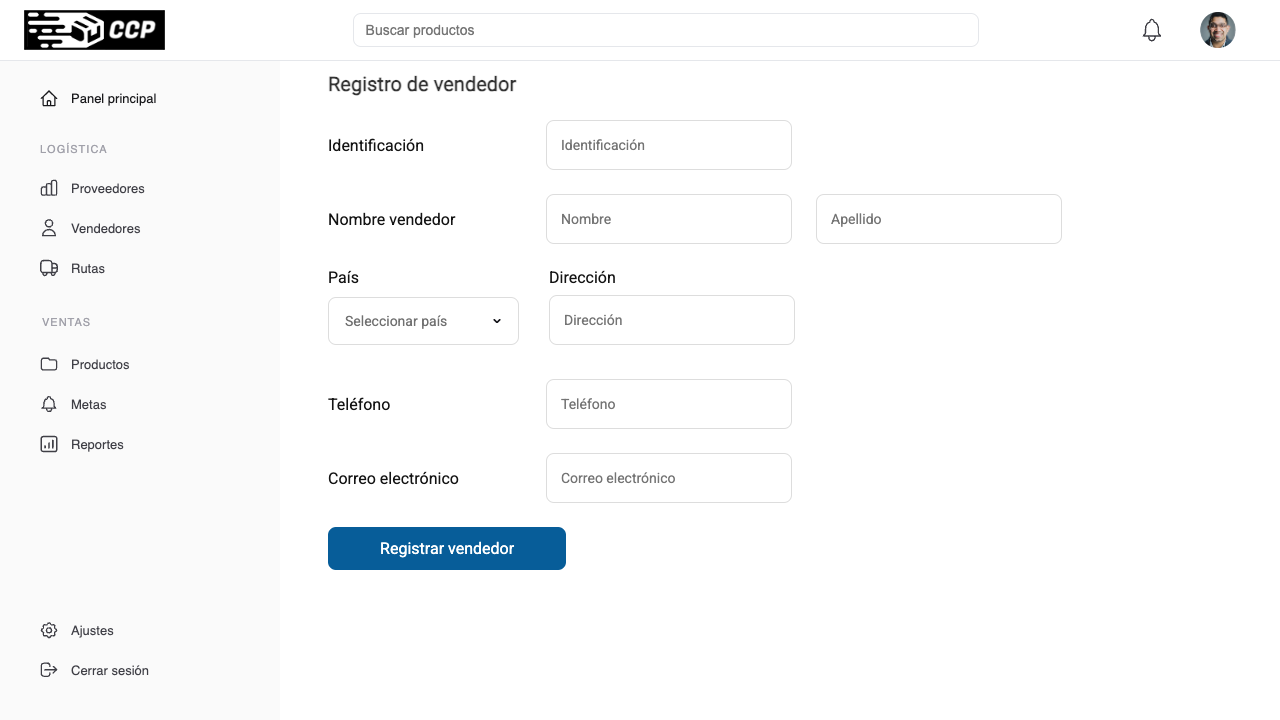 CCP
Buscar productos
Panel principal
LOGÍSTICA
Proveedores
Vendedores
Rutas
VENTAS
Productos
Metas
Reportes
Ajustes
Cerrar sesión
Registro de vendedor
Identificación
Identificación
Nombre vendedor
Nombre
Apellido
País
Dirección
Seleccionar país
Dirección
Teléfono
Teléfono
Correo electrónico
Correo electrónico
Registrar vendedor